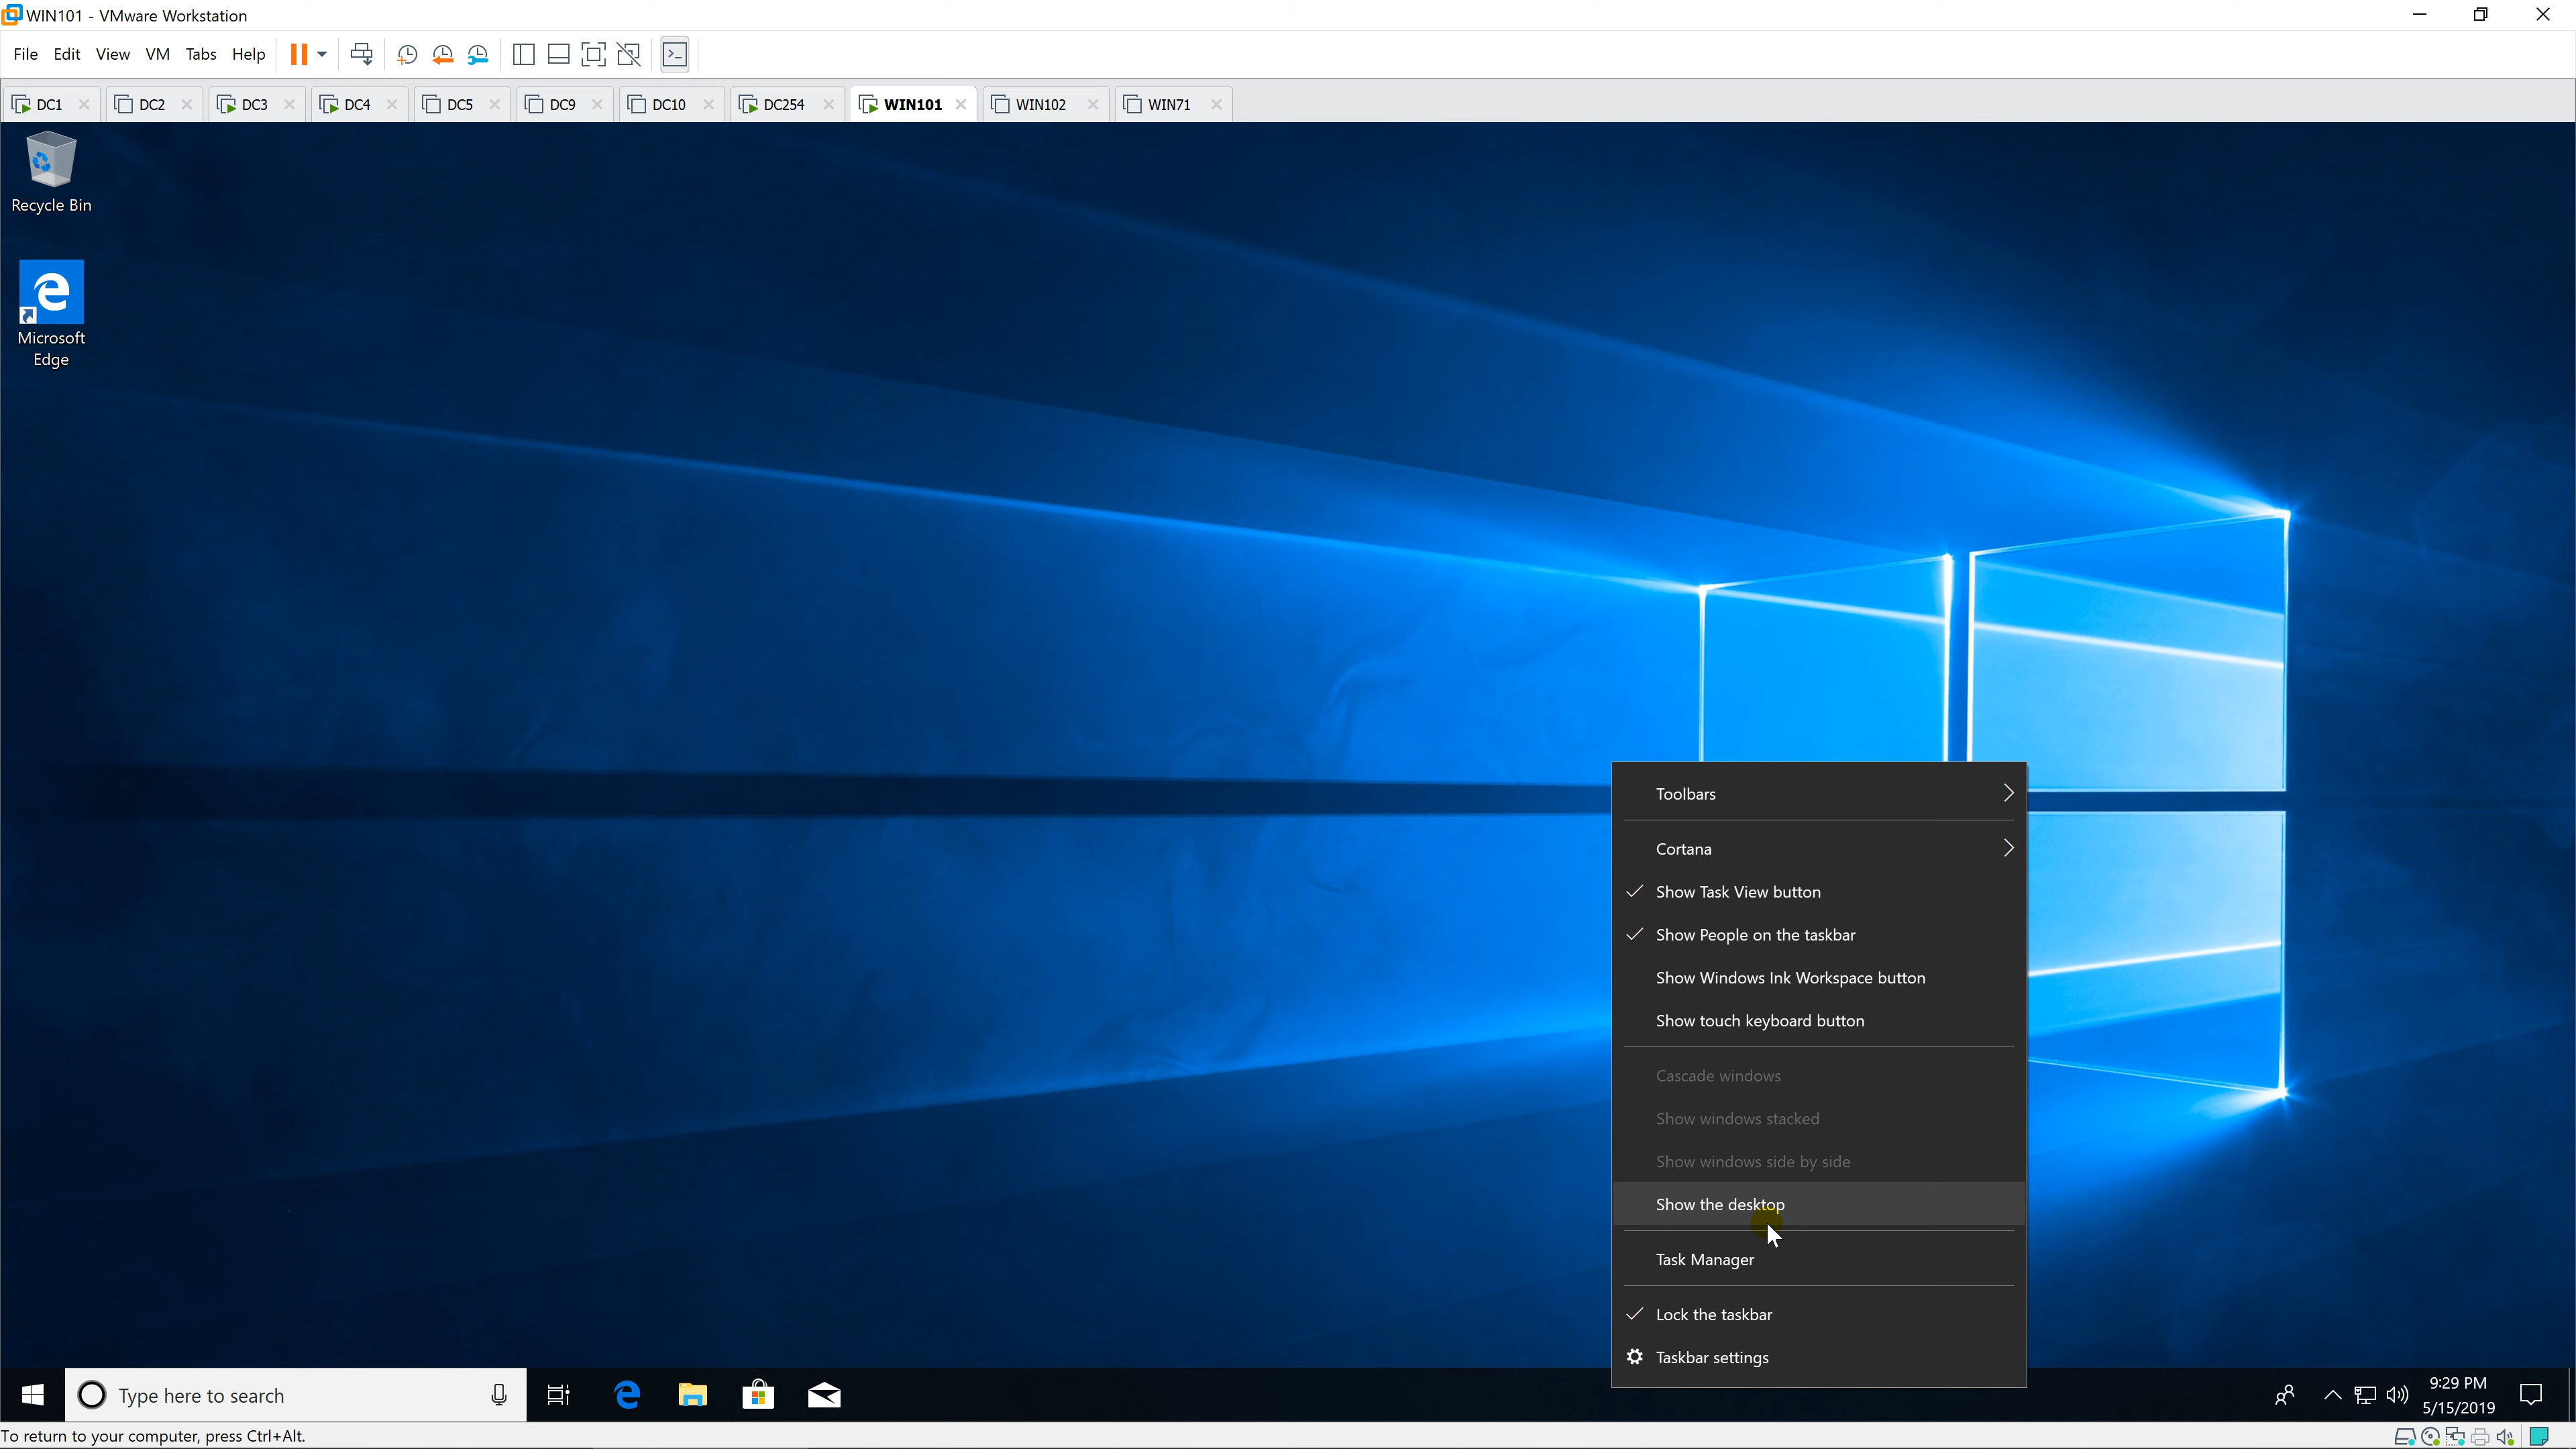 WIN101 - VMware Workstation
File Edit View VM Tabs Help
DC1 DC2 DC3 DC4 DC5 DC9 DC10 DC254 WIN101 WIN102 WIN71
Recycle Bin
Microsoft
Edge
Toolbars
Cortana
Show Task View button
Show People on the taskbar
Show Windows Ink Workspace button
Show touch keyboard button
Cascade windows
Show windows stacked
Show windows side by side
Show the desktop
Task Manager
Lock the taskbar
Taskbar settings
Type here to search
9:29 PM
5/15/2019
To return to your computer, press Ctrl+Alt.